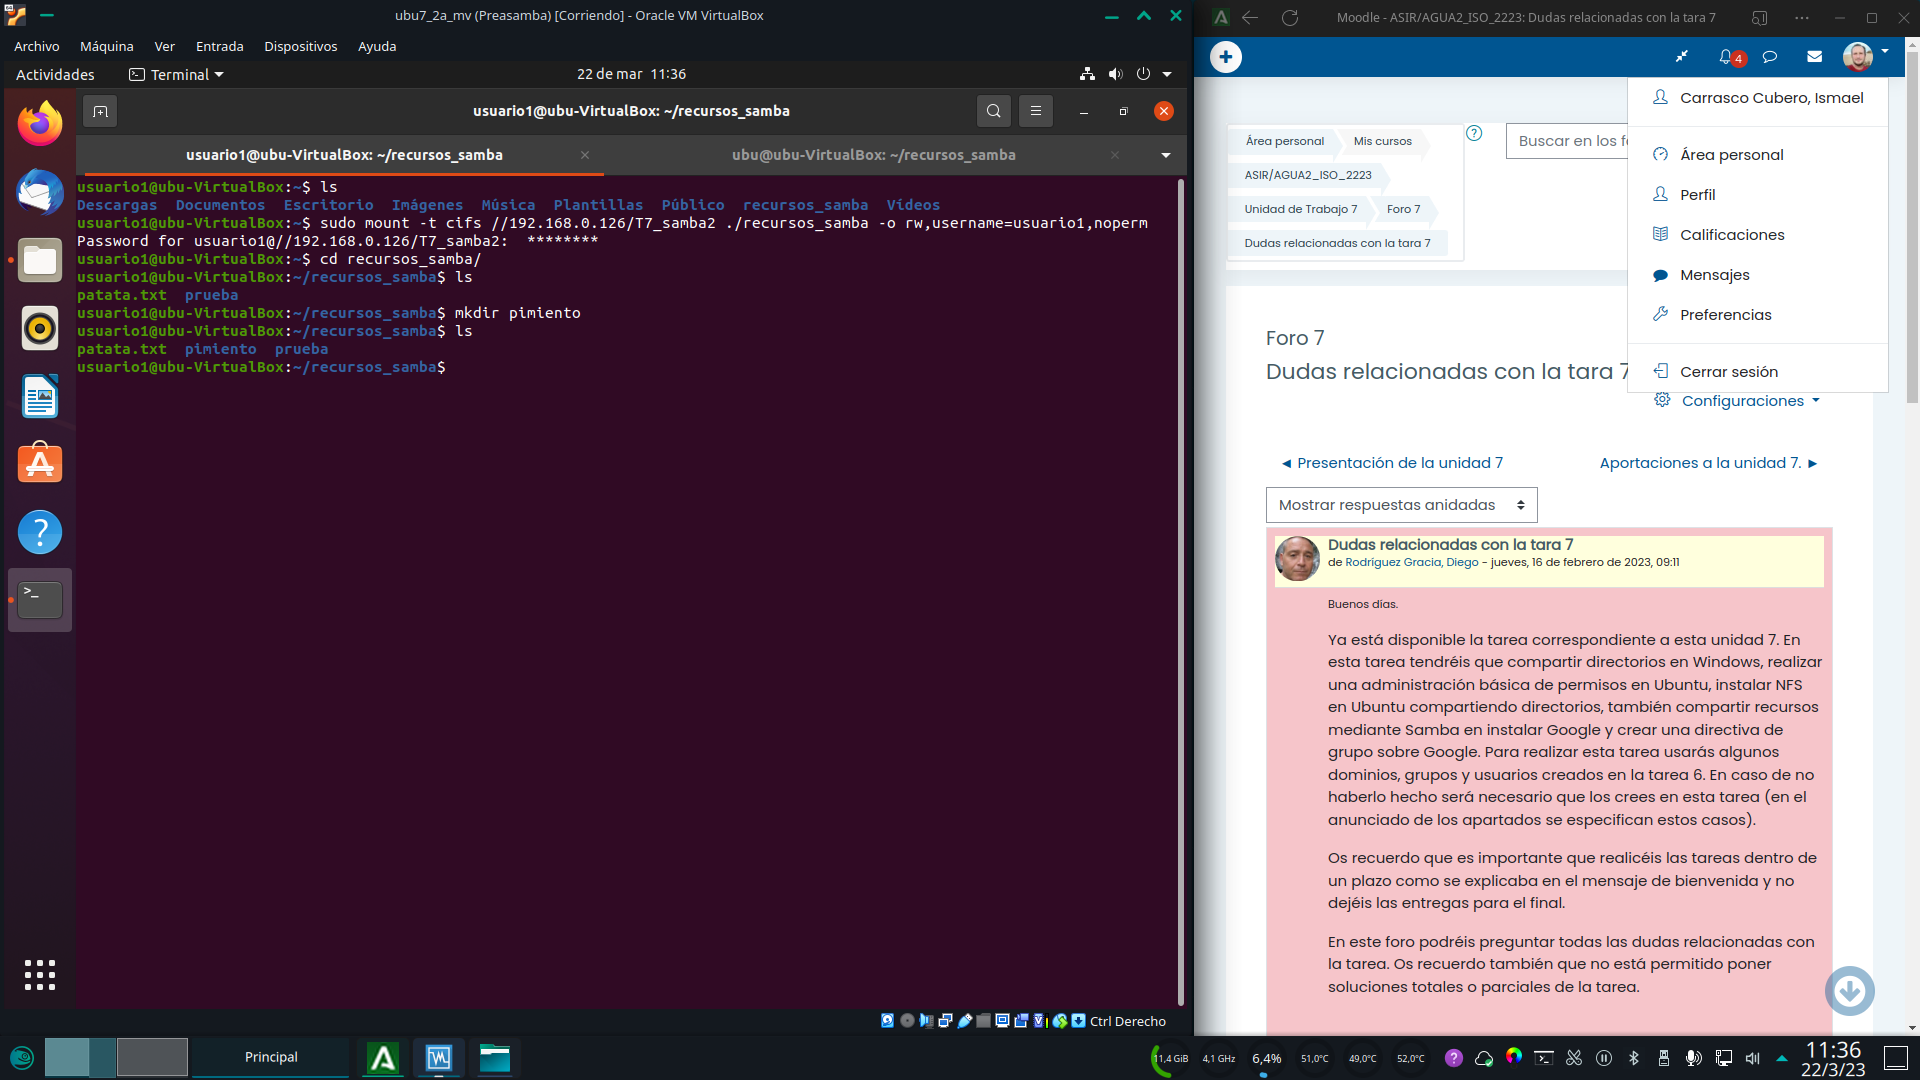 ubu7_2a_mv (Preasamba) [Corriendo] - Oracle VM VirtualBox
Archivo Máquina Ver Entrada Dispositivos Ayuda
Actividades Terminal 22 de mar 11:36
usuario1@ubu-VirtualBox: ~/recursos_samba
usuario1@ubu-VirtualBox: ~/recursos_samba ubu@ubu-VirtualBox: ~/recursos_samba
usuario1@ubu-VirtualBox:~$ ls
Descargas Documentos Escritorio Imágenes Música Plantillas Público recursos_samba Vídeos
usuario1@ubu-VirtualBox:~$ sudo mount -t cifs //192.168.0.126/T7_samba2 ./recursos_samba -o rw,username=usuario1,noperm
Password for usuario1@//192.168.0.126/T7_samba2: ********
usuario1@ubu-VirtualBox:~$ cd recursos_samba/
usuario1@ubu-VirtualBox:~/recursos_samba$ ls
patata.txt prueba
usuario1@ubu-VirtualBox:~/recursos_samba$ mkdir pimiento
usuario1@ubu-VirtualBox:~/recursos_samba$ ls
patata.txt pimiento prueba
usuario1@ubu-VirtualBox:~/recursos_samba$
Ctrl Derecho
Moodle - ASIR/AGUA2_ISO_2223: Dudas relacionadas con la tara 7
4
Carrasco Cubero, Ismael
Área personal
Perfil
Calificaciones
Mensajes
Preferencias
Cerrar sesión
Área personal Mis cursos
ASIR/AGUA2_ISO_2223
Unidad de Trabajo 7 Foro 7
Dudas relacionadas con la tara 7
Buscar en los fo
Foro 7
Dudas relacionadas con la tara 7
Configuraciones
◄ Presentación de la unidad 7
Aportaciones a la unidad 7. ►
Mostrar respuestas anidadas
Dudas relacionadas con la tara 7
de Rodríguez Gracia, Diego - jueves, 16 de febrero de 2023, 09:11
Buenos días.
Ya está disponible la tarea correspondiente a esta unidad 7. En
esta tarea tendréis que compartir directorios en Windows, realizar
una administración básica de permisos en Ubuntu, instalar NFS
en Ubuntu compartiendo directorios, también compartir recursos
mediante Samba en instalar Google y crear una directiva de
grupo sobre Google. Para realizar esta tarea usarás algunos
dominios, grupos y usuarios creados en la tarea 6. En caso de no
haberlo hecho será necesario que los crees en esta tarea (en el
anunciado de los apartados se especifican estos casos).
Os recuerdo que es importante que realicéis las tareas dentro de
un plazo como se explicaba en el mensaje de bienvenida y no
dejéis las entregas para el final.
En este foro podréis preguntar todas las dudas relacionadas con
la tarea. Os recuerdo también que no está permitido poner
soluciones totales o parciales de la tarea.
Principal
11,4 GiB 4,1 GHz 6,4% 51,0°C 49,0°C 52,0°C
11:36
22/3/23